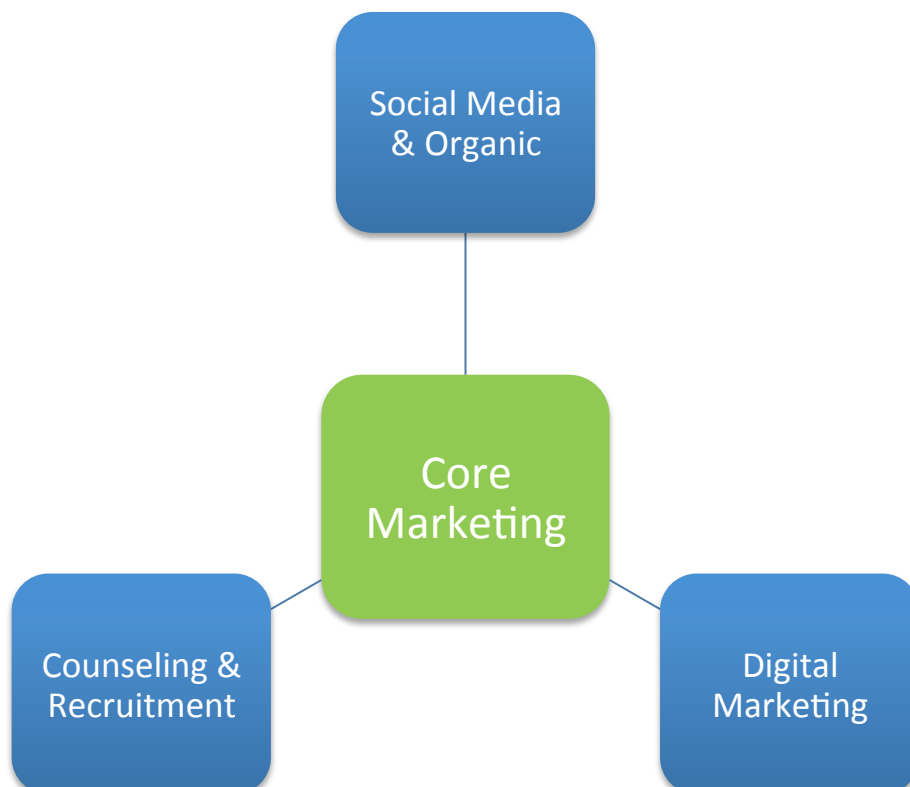 Social Media
& Organic
Core
Marketing
Counseling &
Recruitment
Digital
Marketing